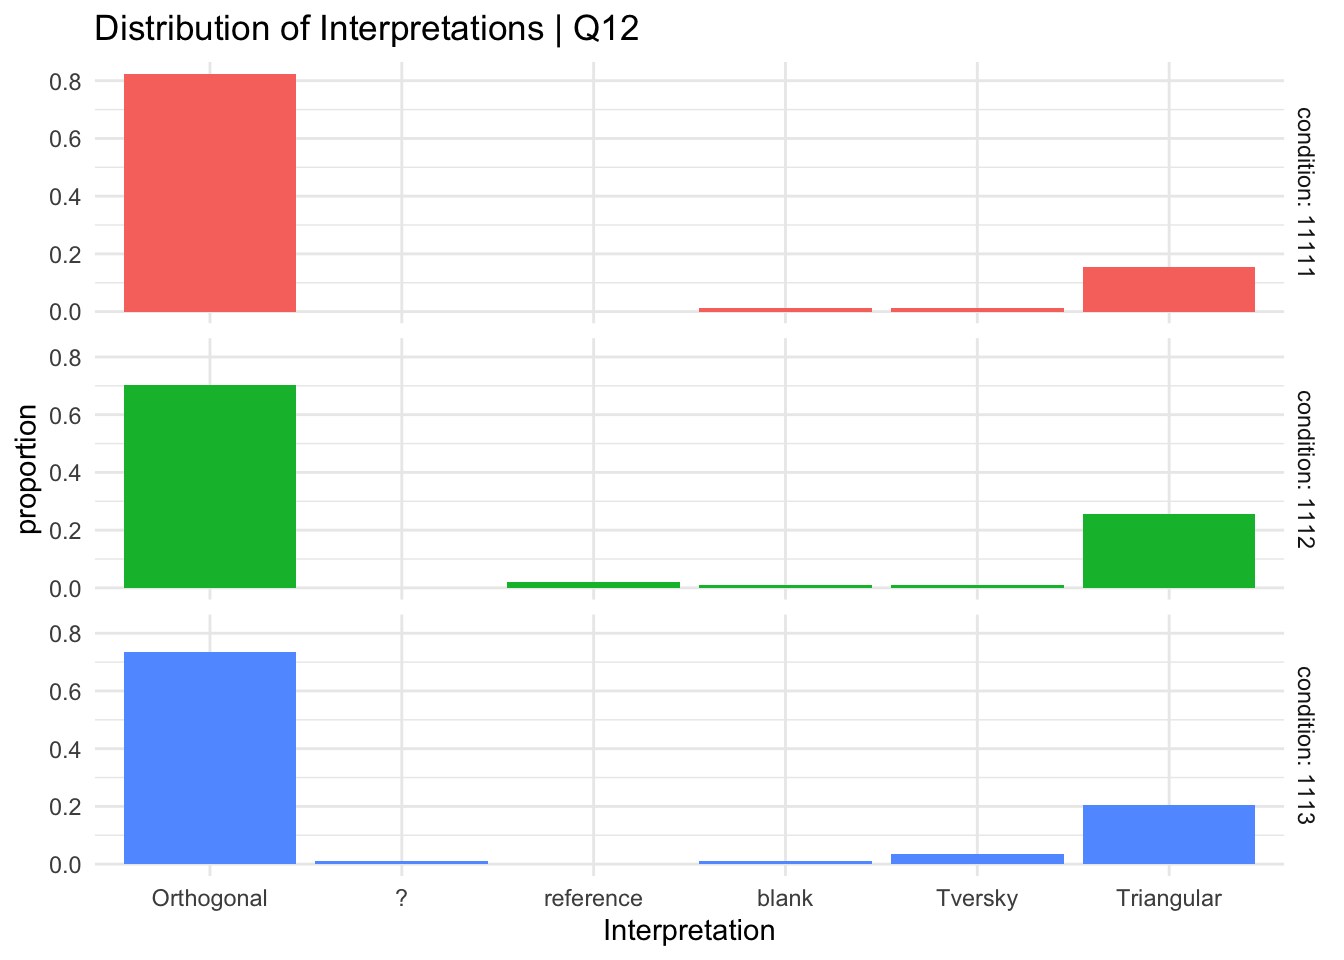 Distribution of Interpretations | Q12
0.8
0.6
0.4
0.2
0.0
condition: 11111
0.8
0.6
0.4
0.2
0.0
condition: 1112
0.8
0.6
0.4
0.2
0.0
condition: 1113
proportion
Orthogonal ? reference blank Tversky Triangular
Interpretation